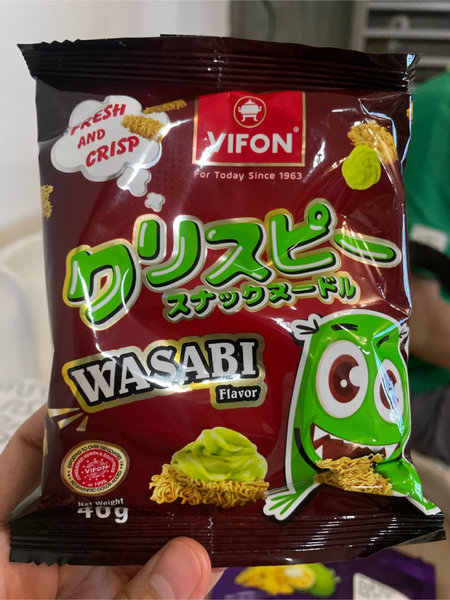 FRESH
AND
CRISP
VIFON®
For Today Since 1963
クリスピー
スナックヌードル
WASABI
Flavor
VIFON
Net Weight
40g